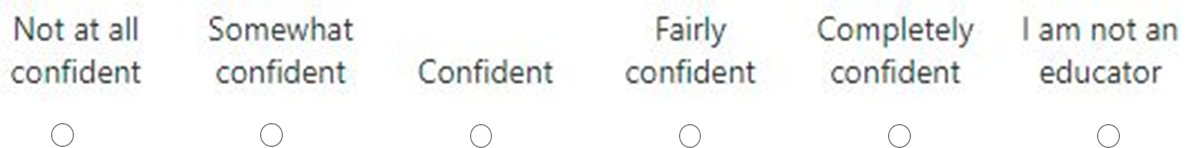 Not at all confident
Somewhat confident
Confident
Fairly confident
Completely confident
I am not an educator